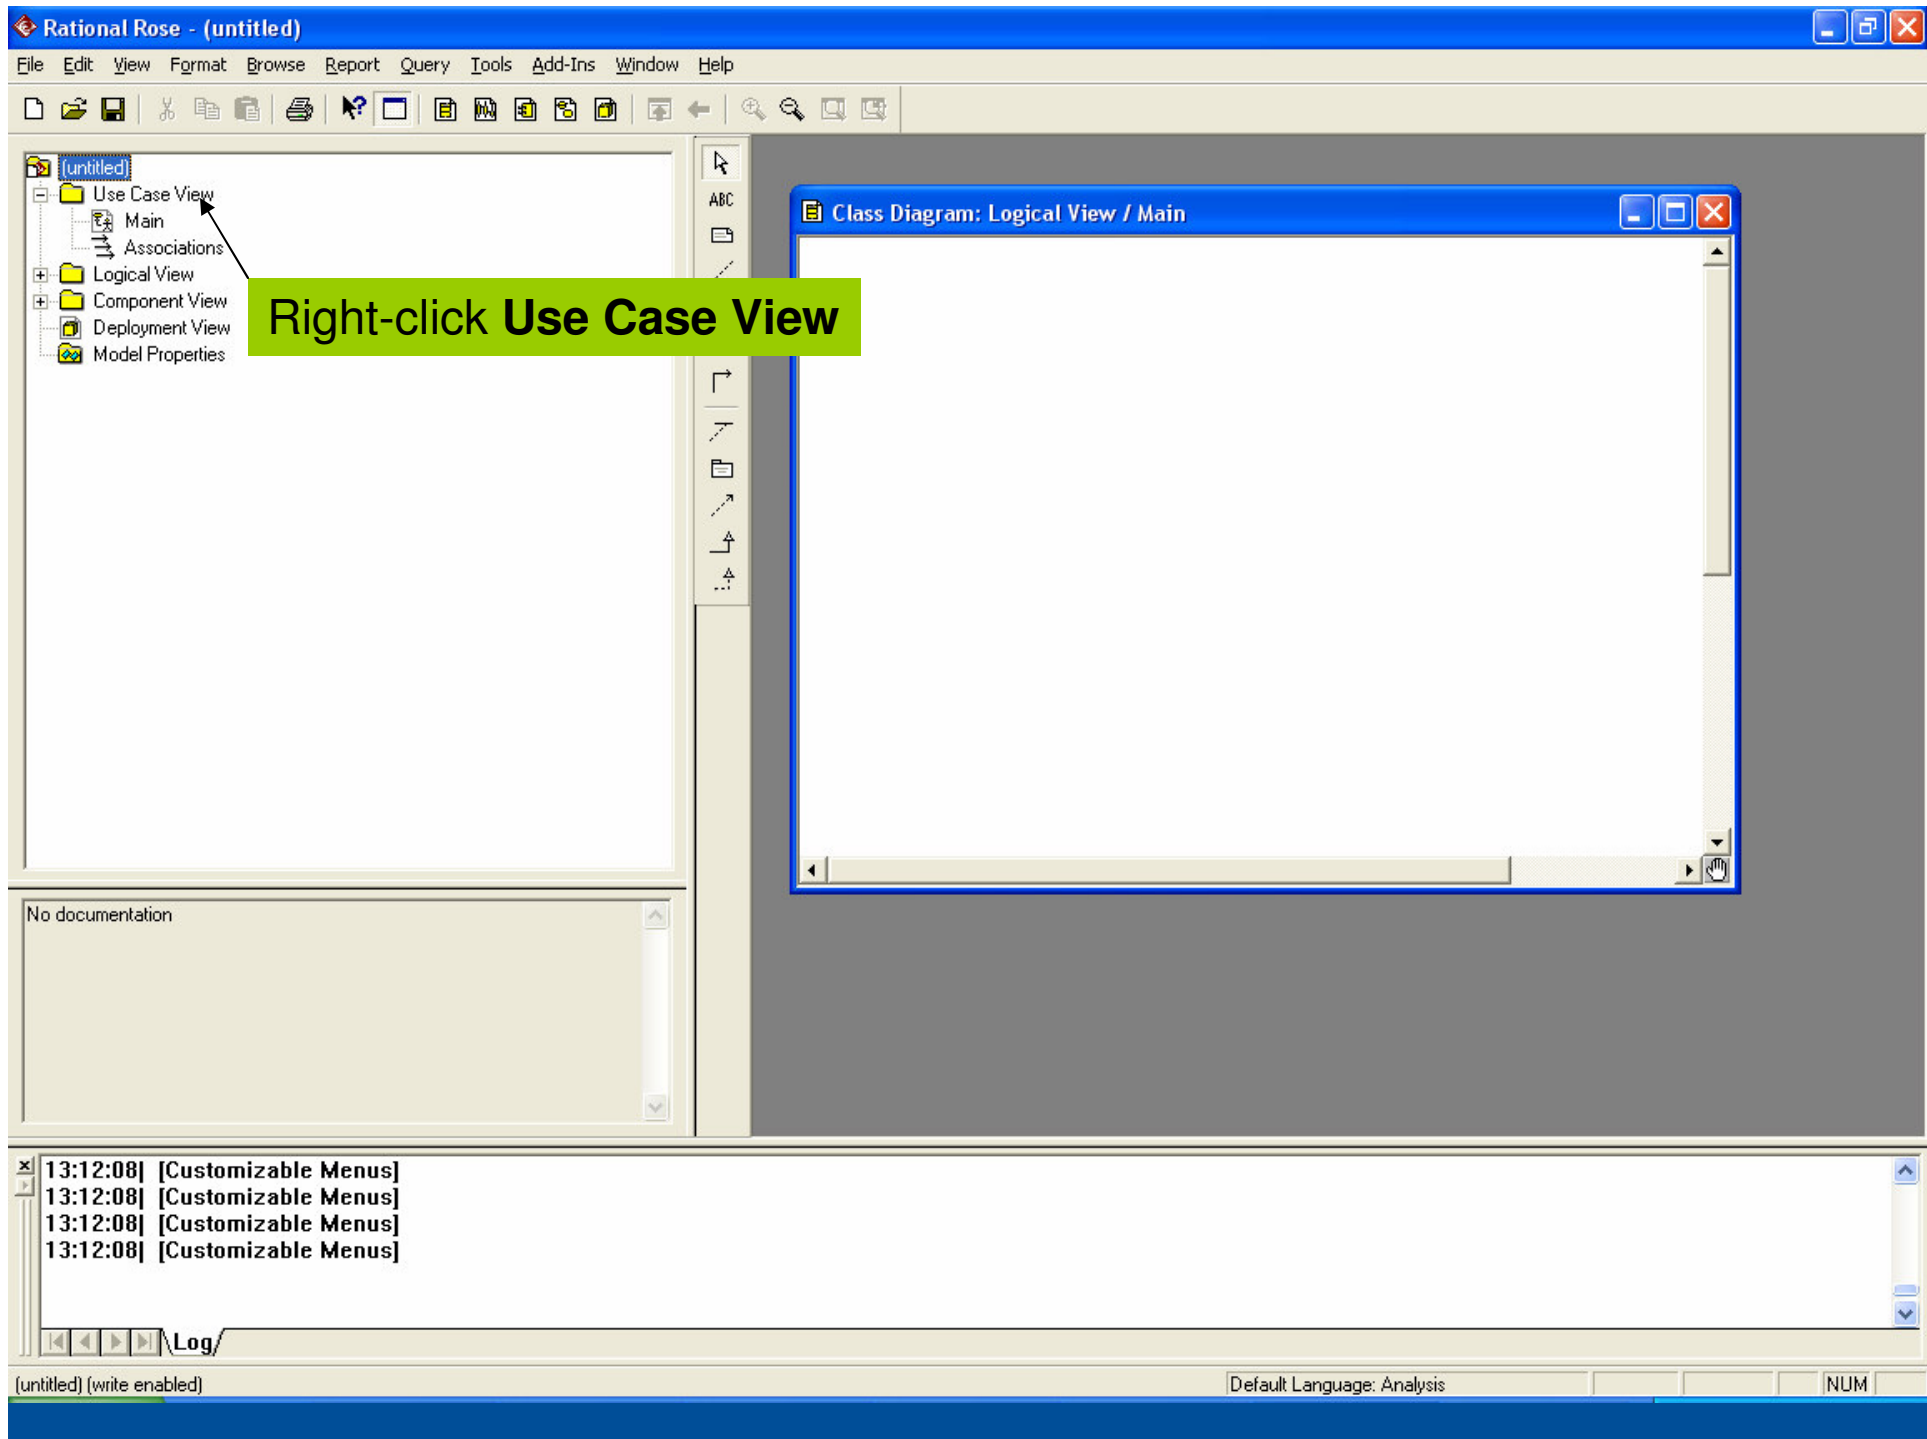 Rational Rose - (untitled)
File Edit View Format Browse Report Query Tools Add-Ins Window Help
(untitled)
Use Case View
Main
Associations
Logical View
Component View
Deployment View
Model Properties
Right-click Use Case View
ABC
Class Diagram: Logical View / Main
No documentation
13:12:08| [Customizable Menus]
13:12:08| [Customizable Menus]
13:12:08| [Customizable Menus]
13:12:08| [Customizable Menus]
Log
(untitled) (write enabled)
Default Language: Analysis
NUM